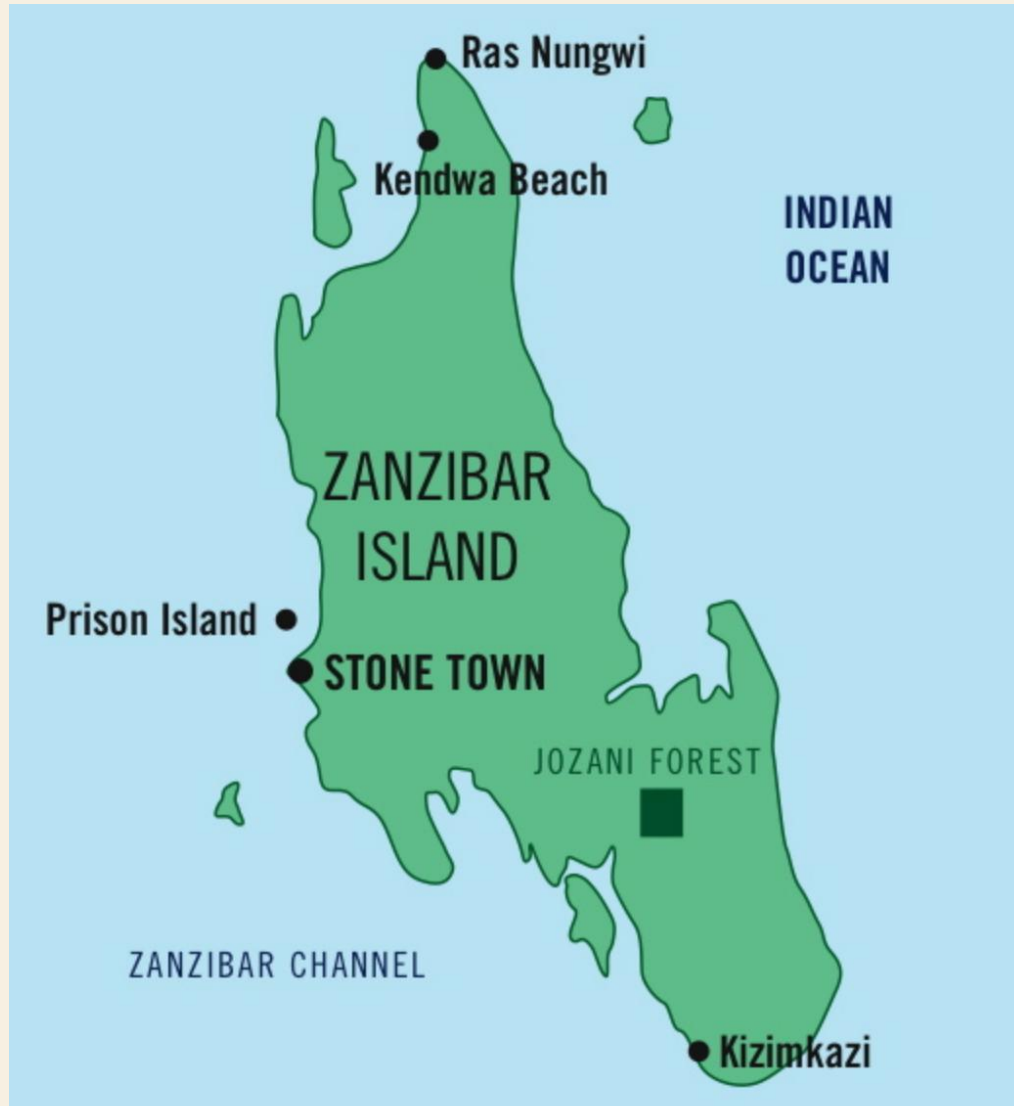 Ras Nungwi
Kendwa Beach
INDIAN
OCEAN
ZANZIBAR
ISLAND
Prison Island
STONE TOWN
JOZANI FOREST
ZANZIBAR CHANNEL
Kizimkazi